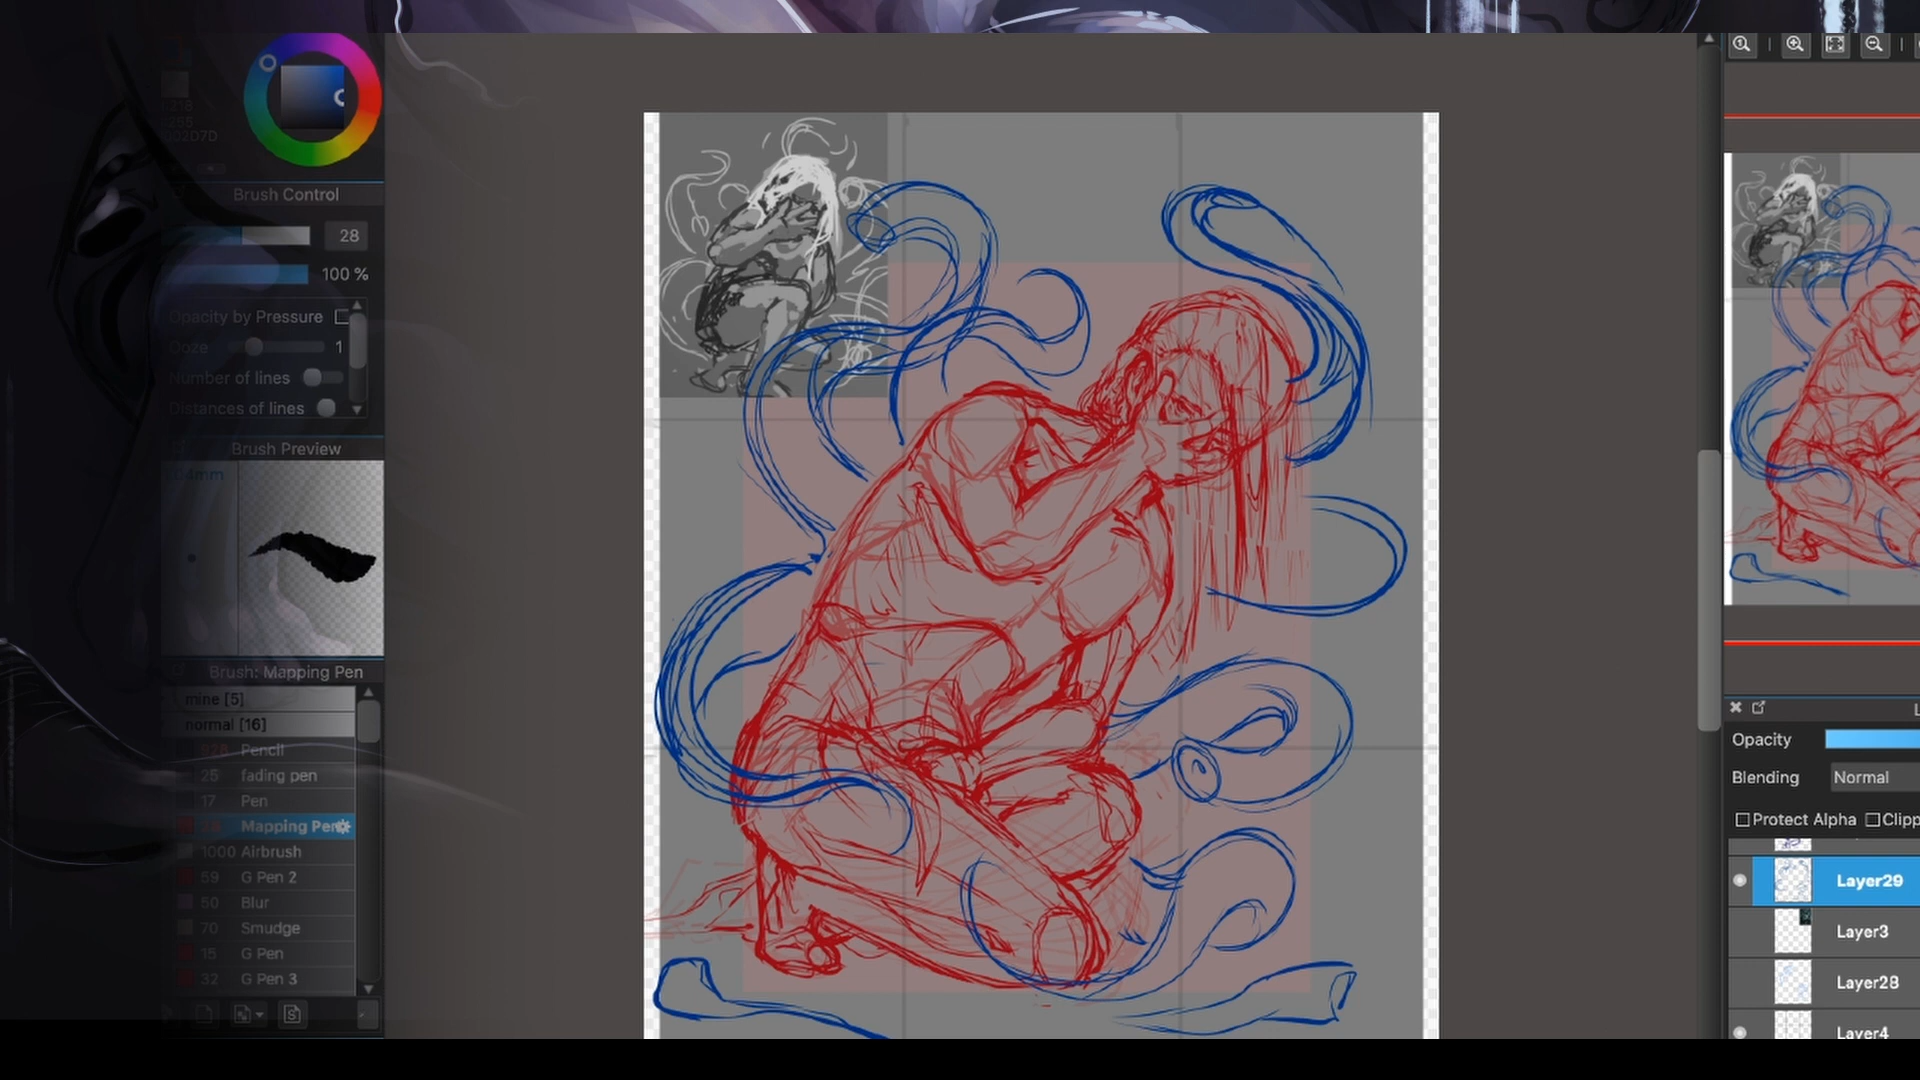 Brush Control
28
100 %
Opacity by Pressure
Ooze 1
Number of lines
Distances of lines
Brush Preview
Brush: Mapping Pen
mine [5]
normal [16]
Pencil
25 fading pen
17 Pen
Mapping Pen
1000 Airbrush
59 G Pen 2
50 Blur
70 Smudge
15 G Pen
32 G Pen 3
Opacity
Blending Normal
Protect Alpha Clipp
Layer29
Layer3
Layer28
Layer4